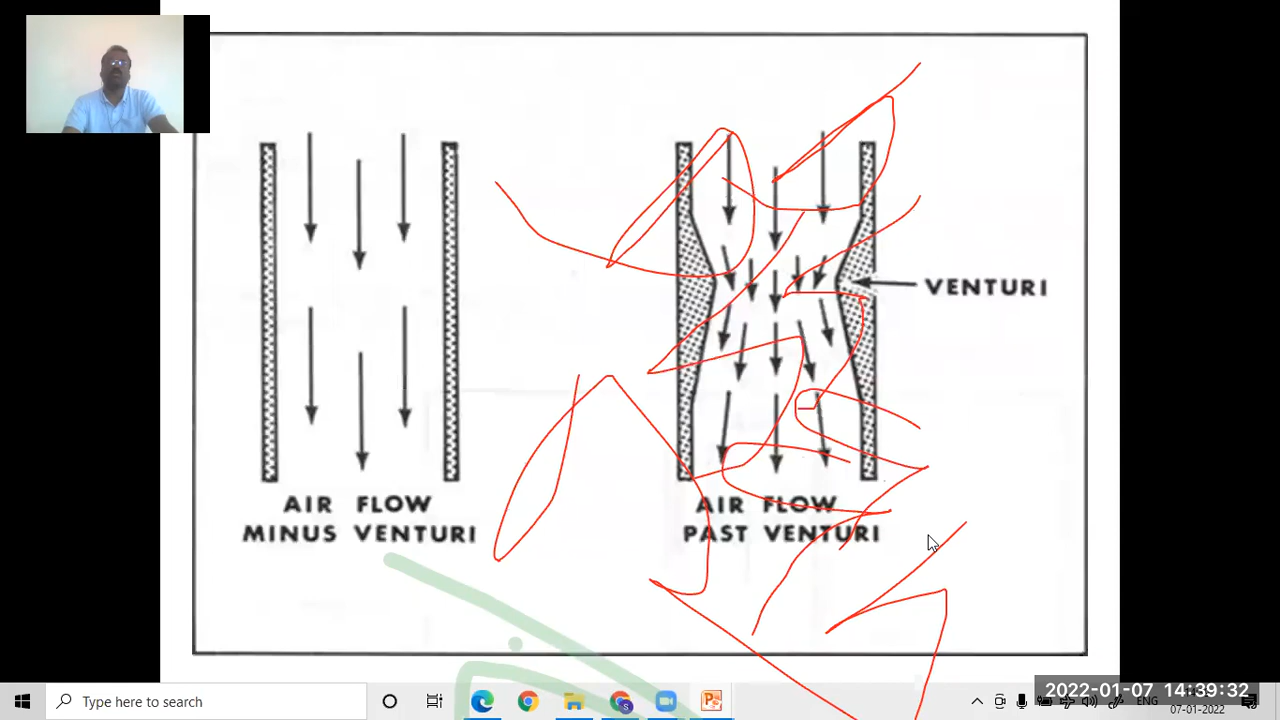 VENTURI
AIR FLOW
MINUS VENTURI
AIR FLOW
PAST VENTURI
Type here to search
ENG
2022-01-07 14:39:32
07-01-2022